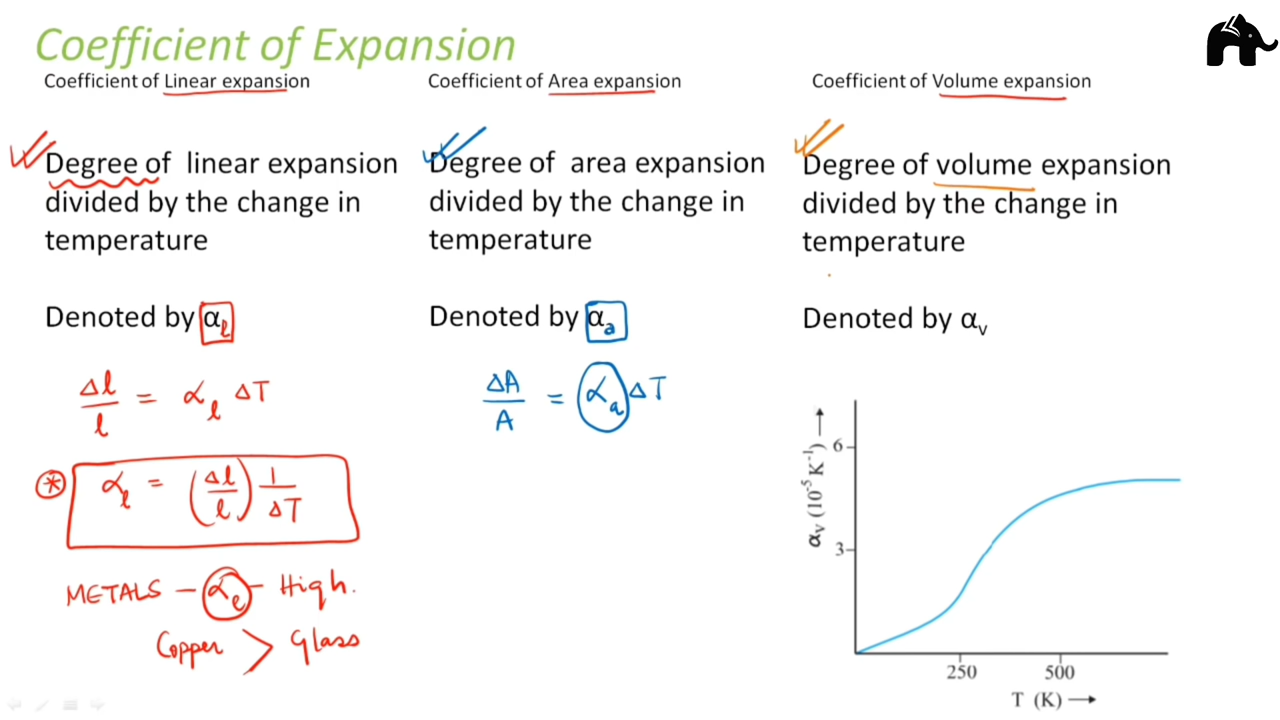 Coefficient of Expansion
Coefficient of Linear expansion
Degree of linear expansion
divided by the change in
temperature
Denoted by αl
Δl/l = αl ΔT
* αl = (Δl/l) 1/ΔT
METALS – αl – High.
Copper > Glass
Coefficient of Area expansion
Degree of area expansion
divided by the change in
temperature
Denoted by αa
ΔA/A = αa ΔT
Coefficient of Volume expansion
Degree of volume expansion
divided by the change in
temperature
Denoted by αv
αV (10⁻⁵ K⁻¹) →
6
3
250 500
T (K) →